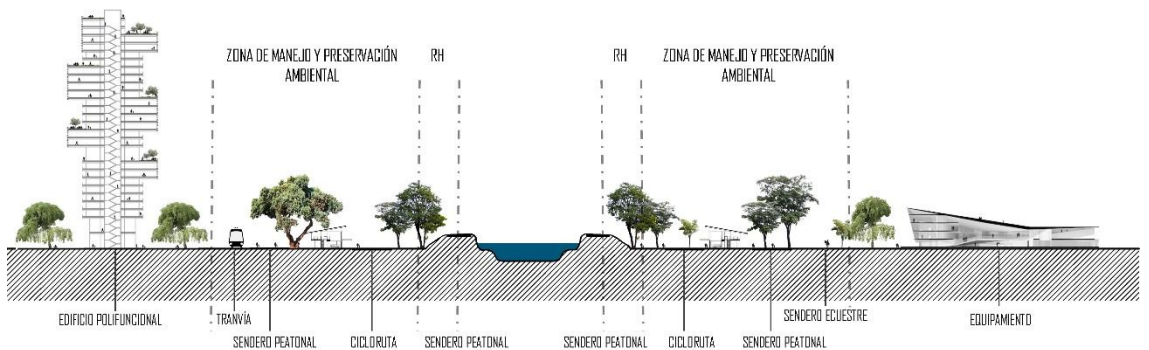 ZONA DE MANEJO Y PRESERVACIÓN
AMBIENTAL
RH
RH
ZONA DE MANEJO Y PRESERVACIÓN
AMBIENTAL
EDIFICIO POLIFUNCIONAL
TRANVÍA
SENDERO PEATONAL
CICLORUTA
SENDERO PEATONAL
SENDERO PEATONAL
CICLORUTA
SENDERO PEATONAL
SENDERO ECUESTRE
EQUIPAMIENTO